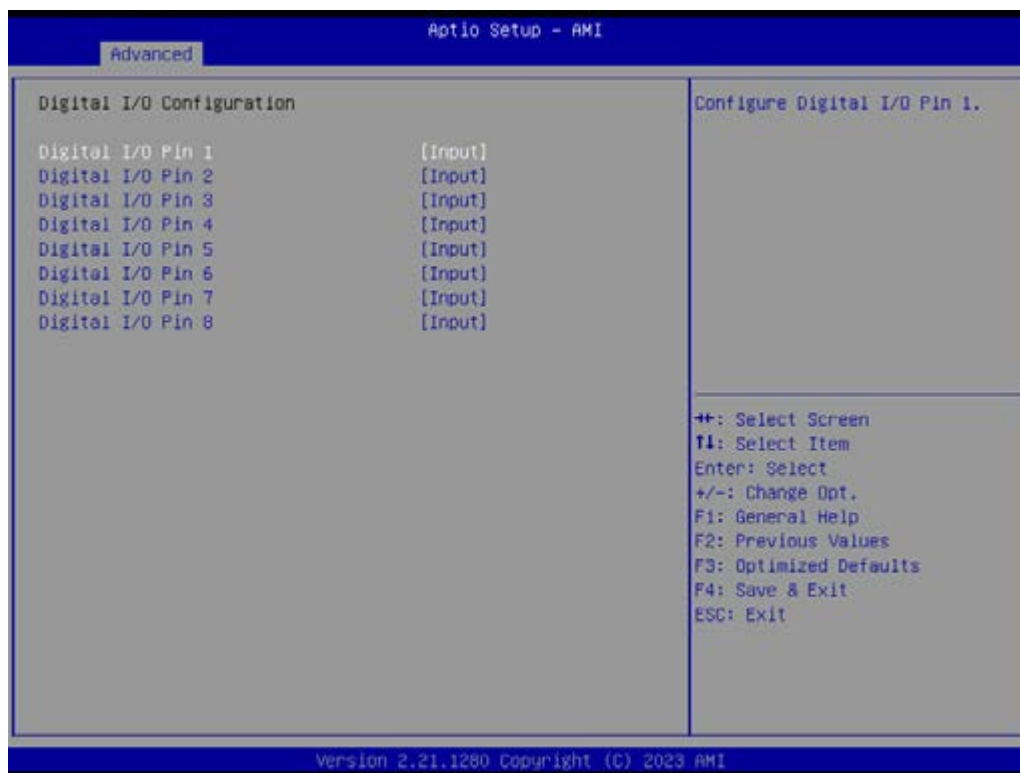 Aptio Setup - AMI
Advanced
Digital I/O Configuration
Digital I/O Pin 1 [Input]
Digital I/O Pin 2 [Input]
Digital I/O Pin 3 [Input]
Digital I/O Pin 4 [Input]
Digital I/O Pin 5 [Input]
Digital I/O Pin 6 [Input]
Digital I/O Pin 7 [Input]
Digital I/O Pin 8 [Input]
Configure Digital I/O Pin 1.
→←: Select Screen
↑↓: Select Item
Enter: Select
+/-: Change Opt.
F1: General Help
F2: Previous Values
F3: Optimized Defaults
F4: Save & Exit
ESC: Exit
Version 2.21.1280 Copyright (C) 2023 AMI